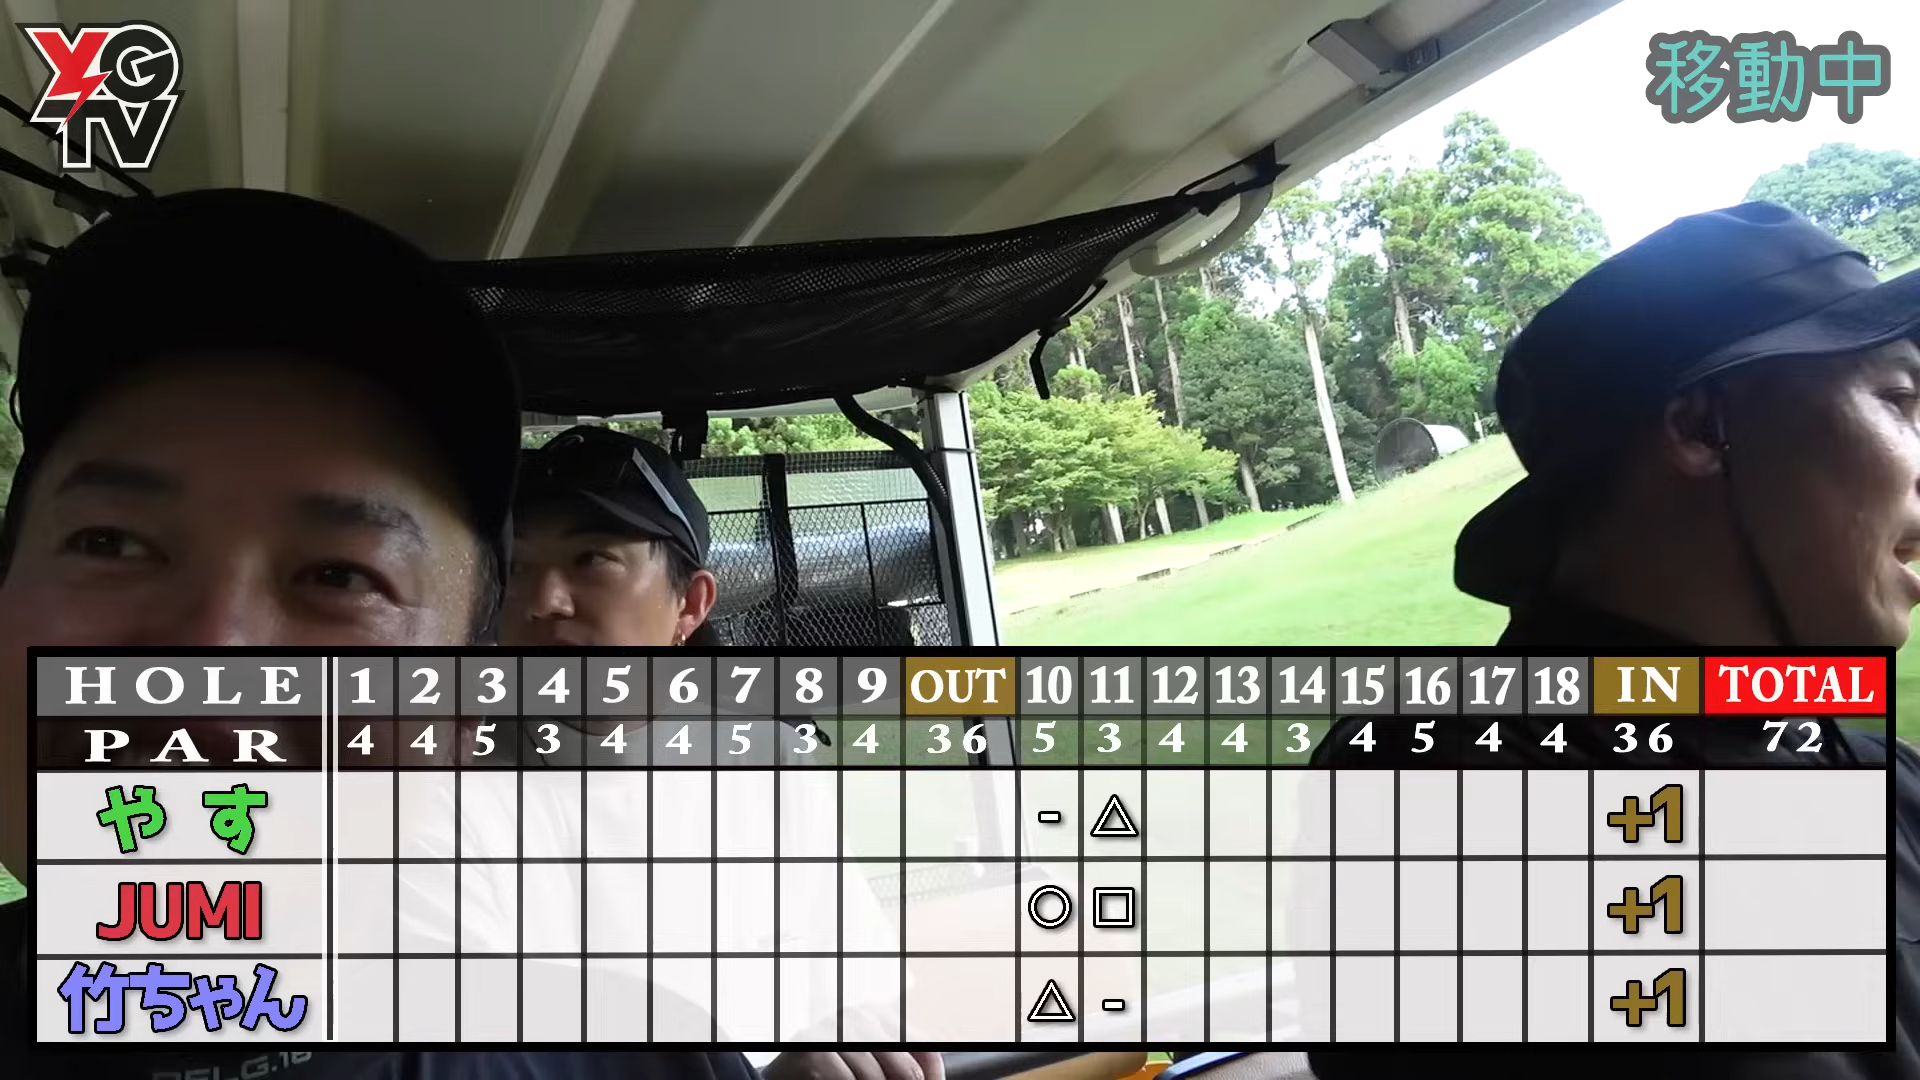 YGTV
移動中
HOLE 1 2 3 4 5 6 7 8 9 OUT 10 11 12 13 14 15 16 17 18 IN TOTAL
PAR 4 4 5 3 4 4 5 3 4 36 5 3 4 4 3 4 5 4 4 36 72
やす - △ +1
JUMI ○ □ +1
竹ちゃん △ - +1